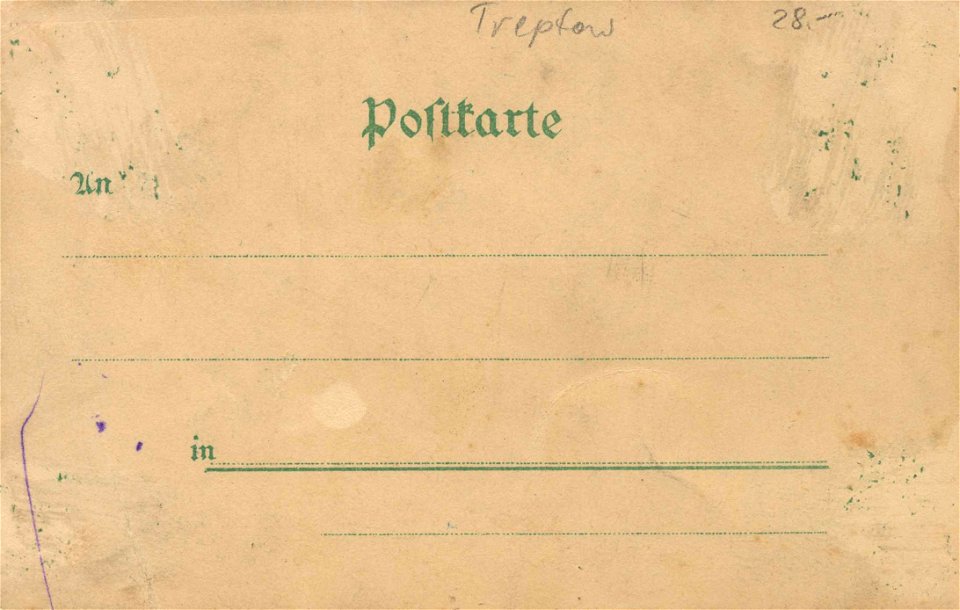 Treptow 28.-
Postkarte
An
in